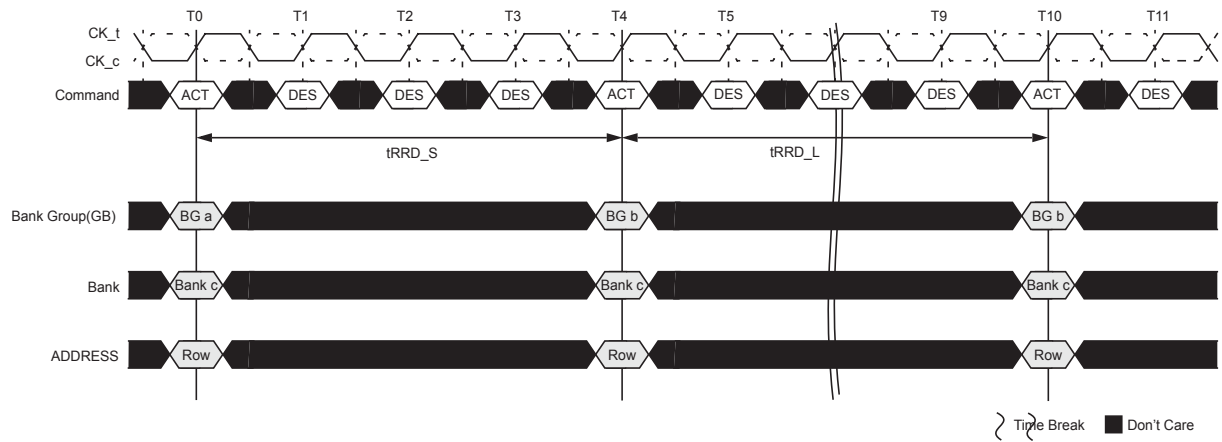 T0 T1 T2 T3 T4 T5 T9 T10 T11
CK_t
CK_c
Command ACT DES DES DES ACT DES DES DES ACT DES
tRRD_S tRRD_L
Bank Group(GB) BG a BG b BG b
Bank Bank c Bank c Bank c
ADDRESS Row Row Row
Time Break Don't Care